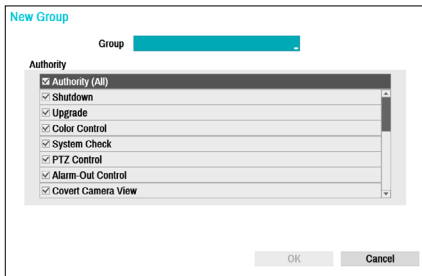 New Group
Group
Authority
Authority (All)
Shutdown
Upgrade
Color Control
System Check
PTZ Control
Alarm-Out Control
Covert Camera View
OK
Cancel